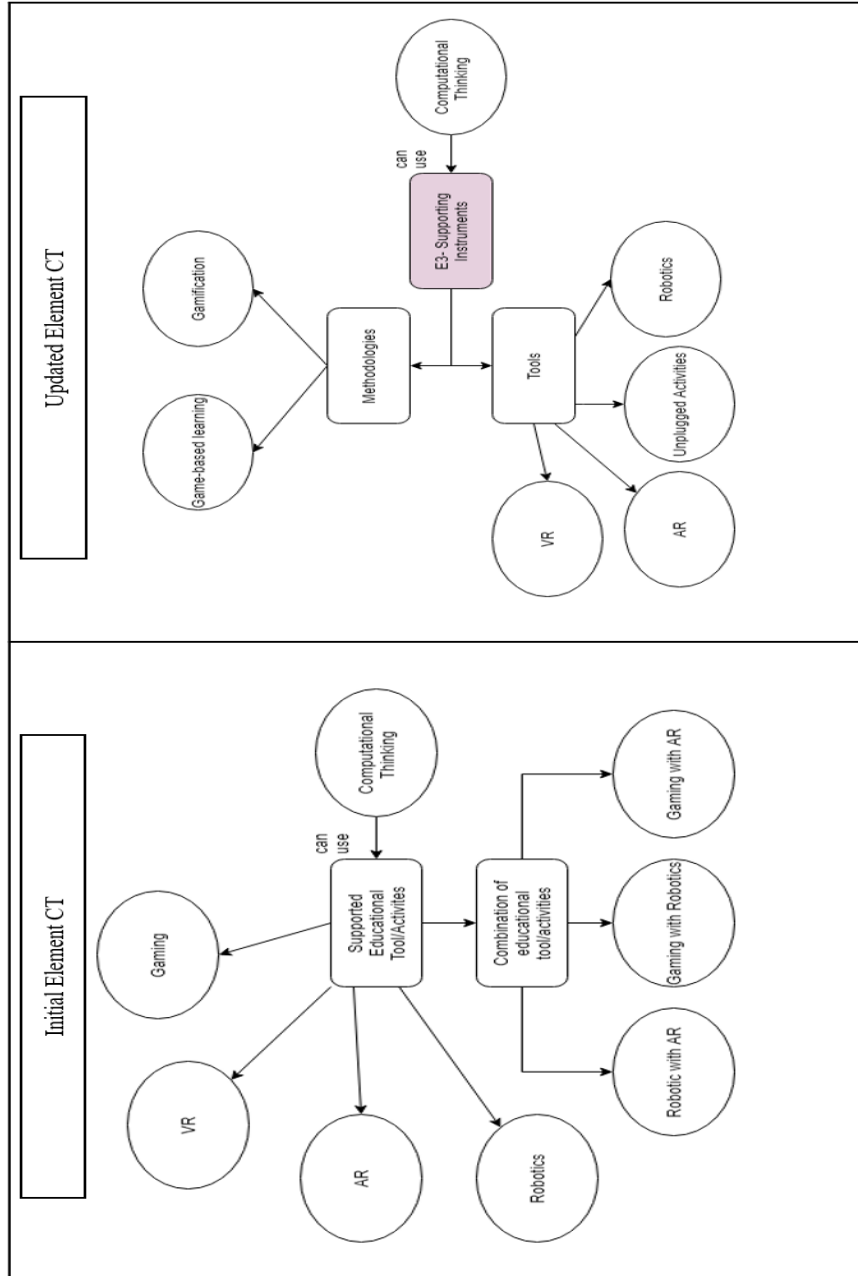 Initial Element CT
Gaming
VR
can
use
Computational
Thinking
Supported
Educational
Tool/Activites
AR
Robotics
Combination of
educational
tool/activities
Robotic with AR
Gaming with Robotics
Gaming with AR
Updated Element CT
Game-based learning
Gamification
Methodologies
can
use
Computational
Thinking
E3- Supporting
Instruments
Tools
VR
AR
Unplugged Activities
Robotics